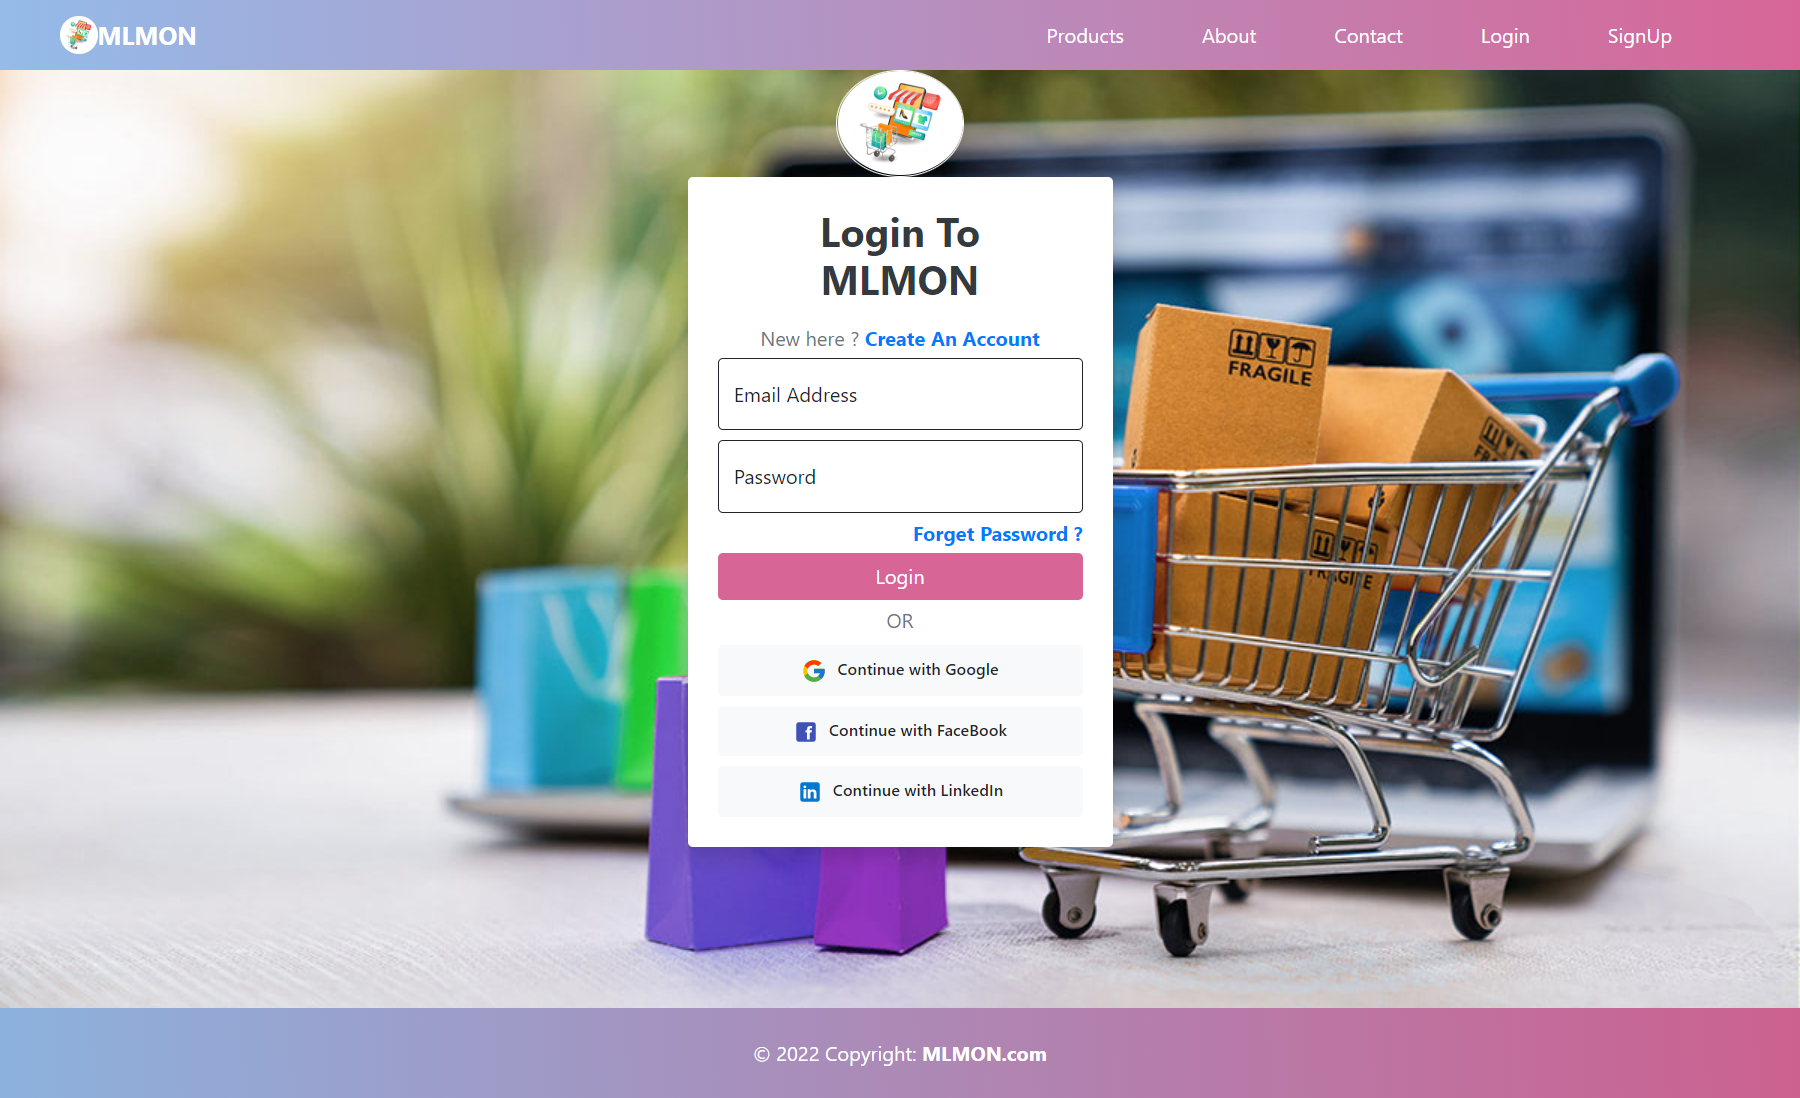 MLMON
Products
About
Contact
Login
SignUp
Login To
MLMON
New here ? Create An Account
Email Address
Password
Forget Password ?
Login
OR
Continue with Google
Continue with FaceBook
Continue with LinkedIn
FRAGILE
FRAGILE
© 2022 Copyright: MLMON.com